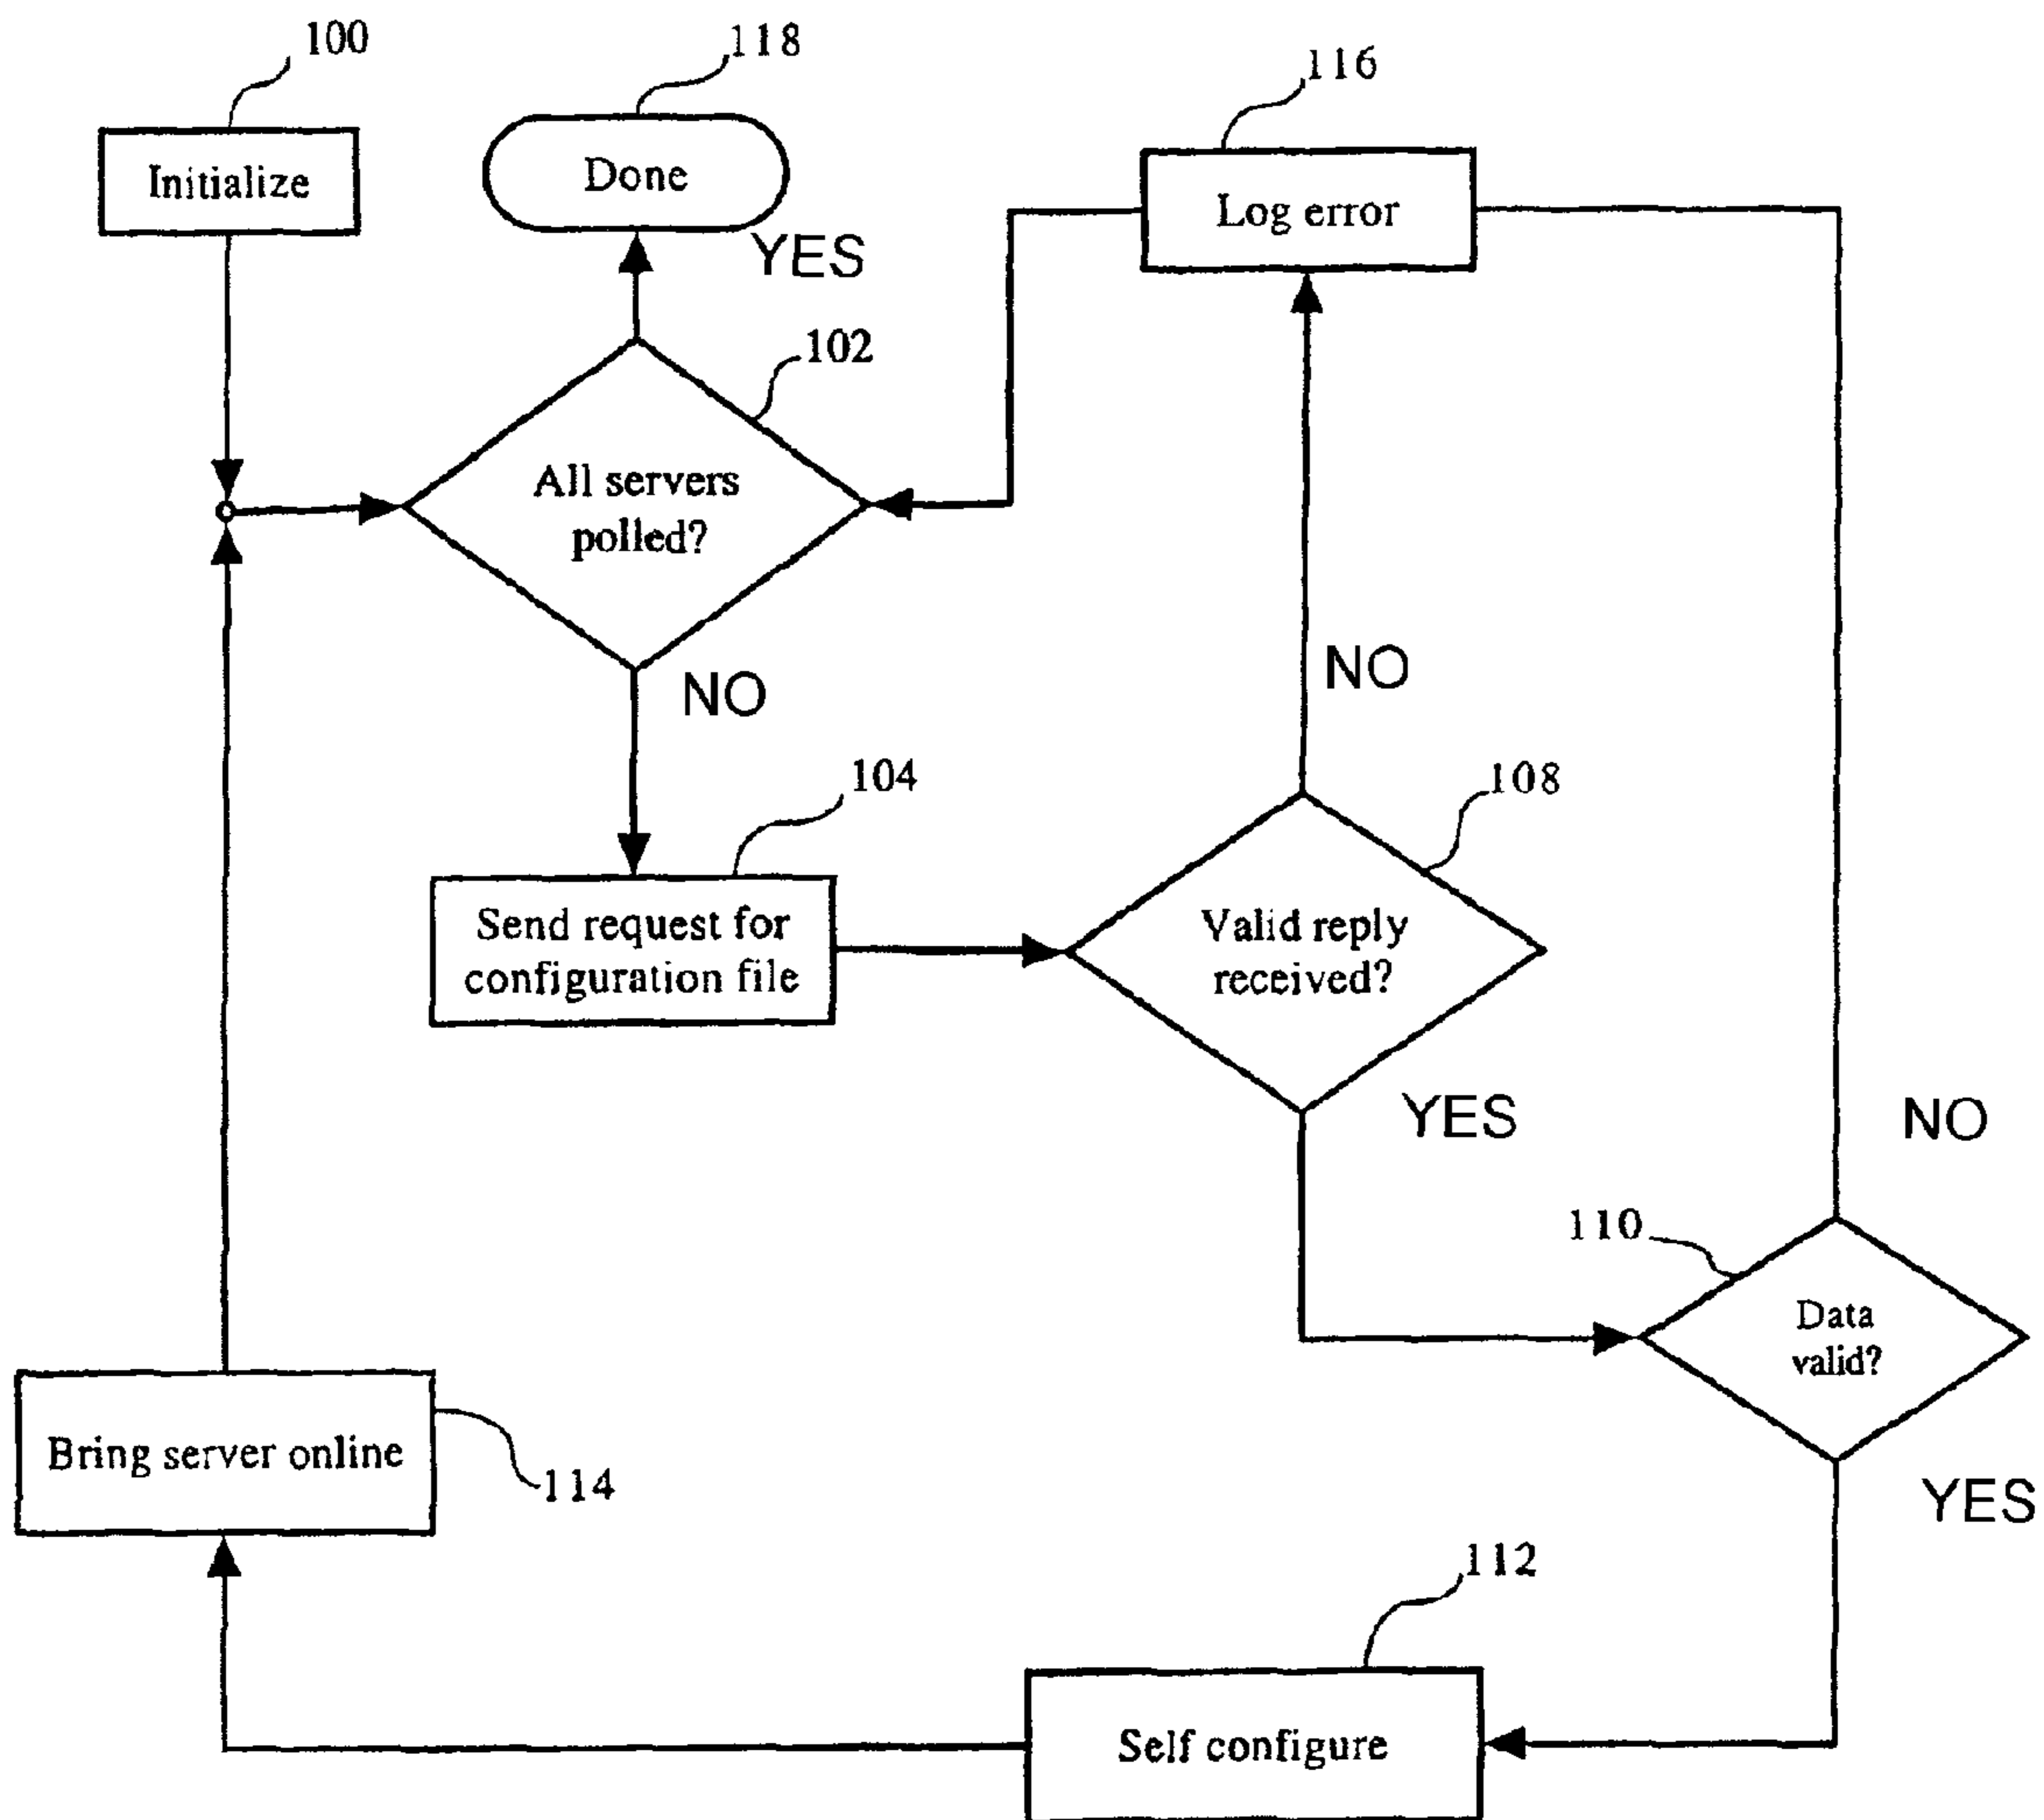 100
118
116
Initialize
Done
Log error
YES
102
All servers
polled?
NO
NO
104
108
Send request for
configuration file
Valid reply
received?
YES
NO
110
Data
valid?
Bring server online
114
YES
112
Self configure